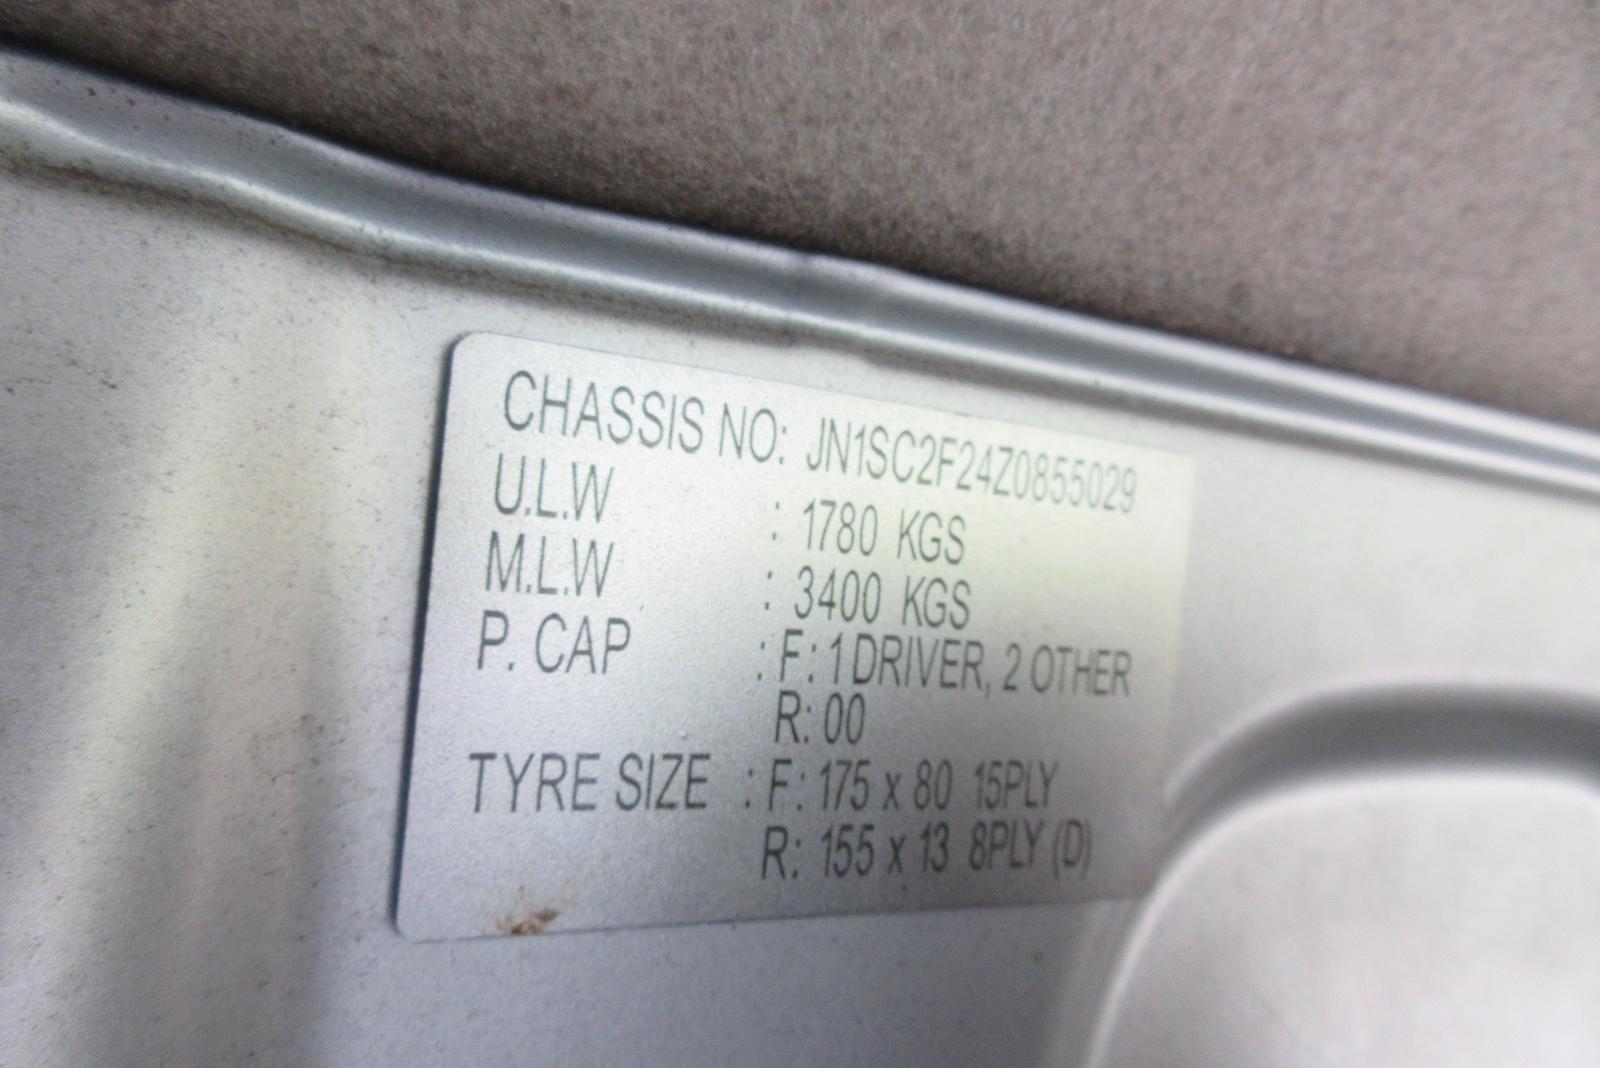 CHASSIS NO: JN1SC2F24Z0855029
U.L.W : 1780 KGS
M.L.W : 3400 KGS
P. CAP : F: 1 DRIVER, 2 OTHER
R: 00
TYRE SIZE : F: 175 x 80 15PLY
R: 155 x 13 8PLY (D)